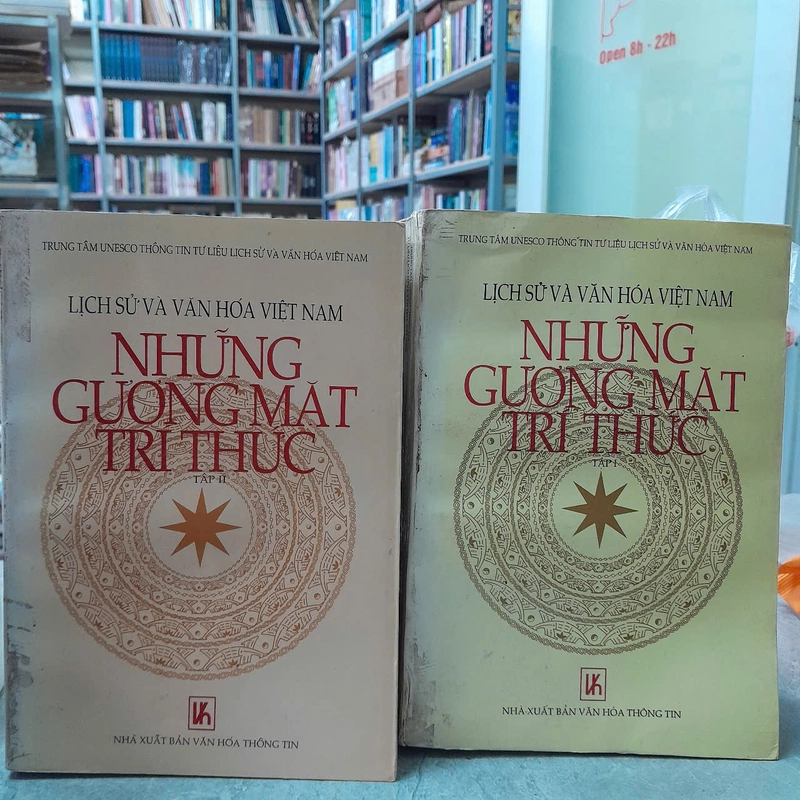 TRUNG TÂM UNESCO THÔNG TIN TƯ LIỆU LỊCH SỬ VÀ VĂN HÓA VIỆT NAM
LỊCH SỬ VÀ VĂN HÓA VIỆT NAM
NHỮNG
GƯƠNG MẶT
TRÍ THỨC
TẬP II
NHÀ XUẤT BẢN VĂN HÓA THÔNG TIN
TRUNG TÂM UNESCO THÔNG TIN TƯ LIỆU LỊCH SỬ VÀ VĂN HÓA VIỆT NAM
LỊCH SỬ VÀ VĂN HÓA VIỆT NAM
NHỮNG
GƯƠNG MẶT
TRÍ THỨC
TẬP I
NHÀ XUẤT BẢN VĂN HÓA THÔNG TIN
Open 8h - 22h